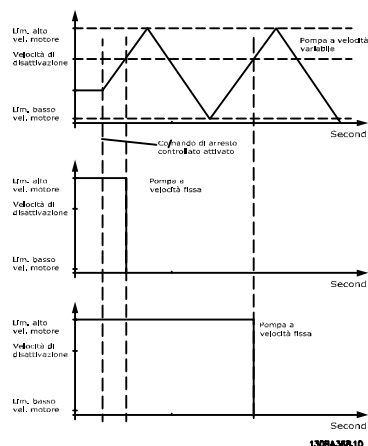 Lim. alto
vel. motore
Velocità di
disattivazione
Lim. basso
vel. motore
Pompa a velocità
variabile
Second
Comando di arresto
controllato attivato
Lim. alto
vel. motore
Velocità di
disattivazione
Lim. basso
vel. motore
Pompa a
velocità fissa
Second
Lim. alto
vel. motore
Velocità di
disattivazione
Lim. basso
vel. motore
Pompa a
velocità fissa
Second
130BA368.10